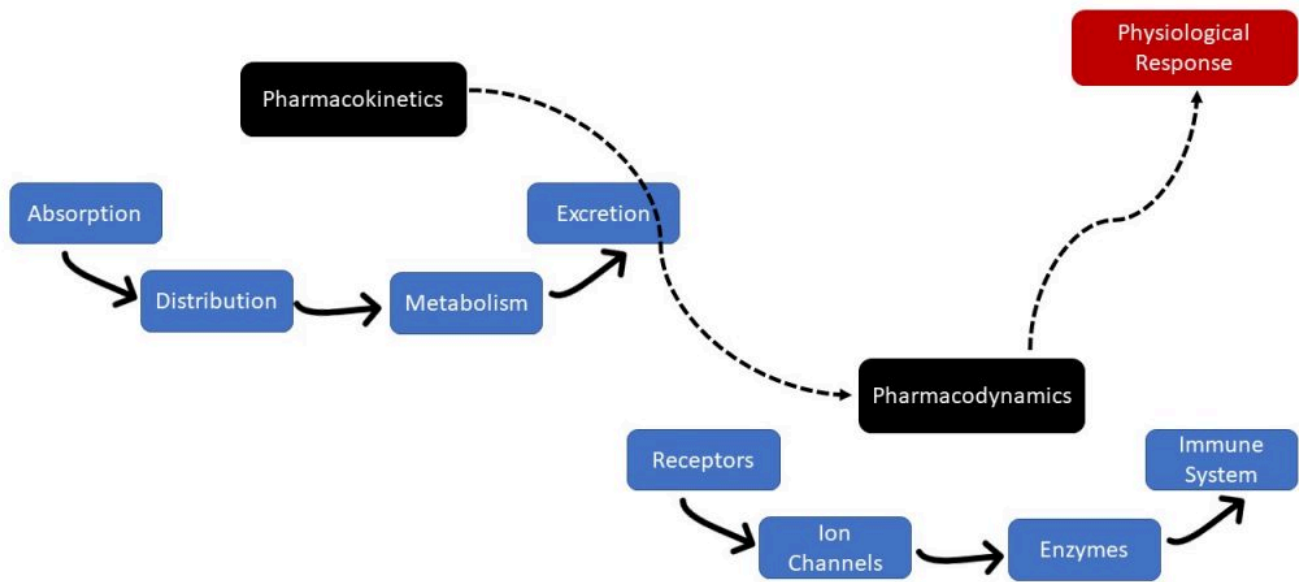 Physiological
Response
Pharmacokinetics
Absorption
Excretion
Distribution
Metabolism
Pharmacodynamics
Receptors
Immune
System
Ion
Channels
Enzymes